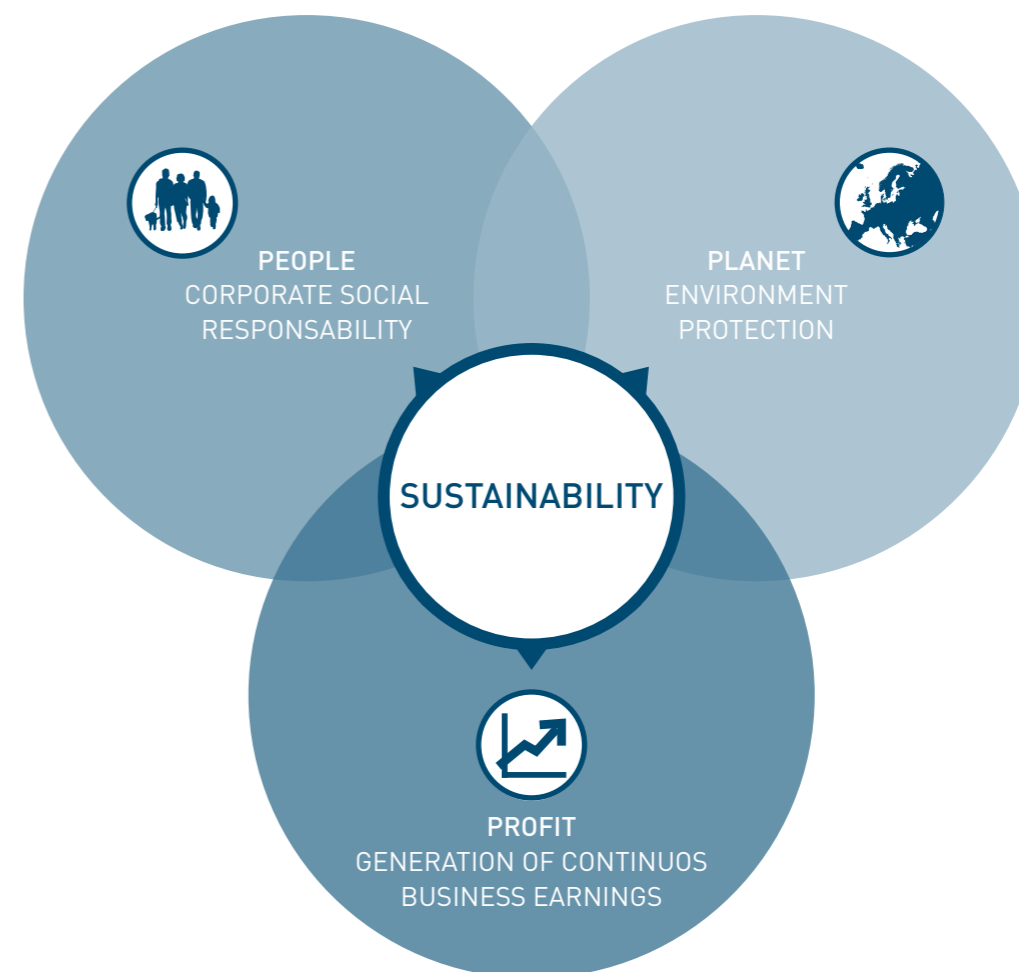 PEOPLE
CORPORATE SOCIAL
RESPONSABILITY
PLANET
ENVIRONMENT
PROTECTION
SUSTAINABILITY
PROFIT
GENERATION OF CONTINUOS
BUSINESS EARNINGS